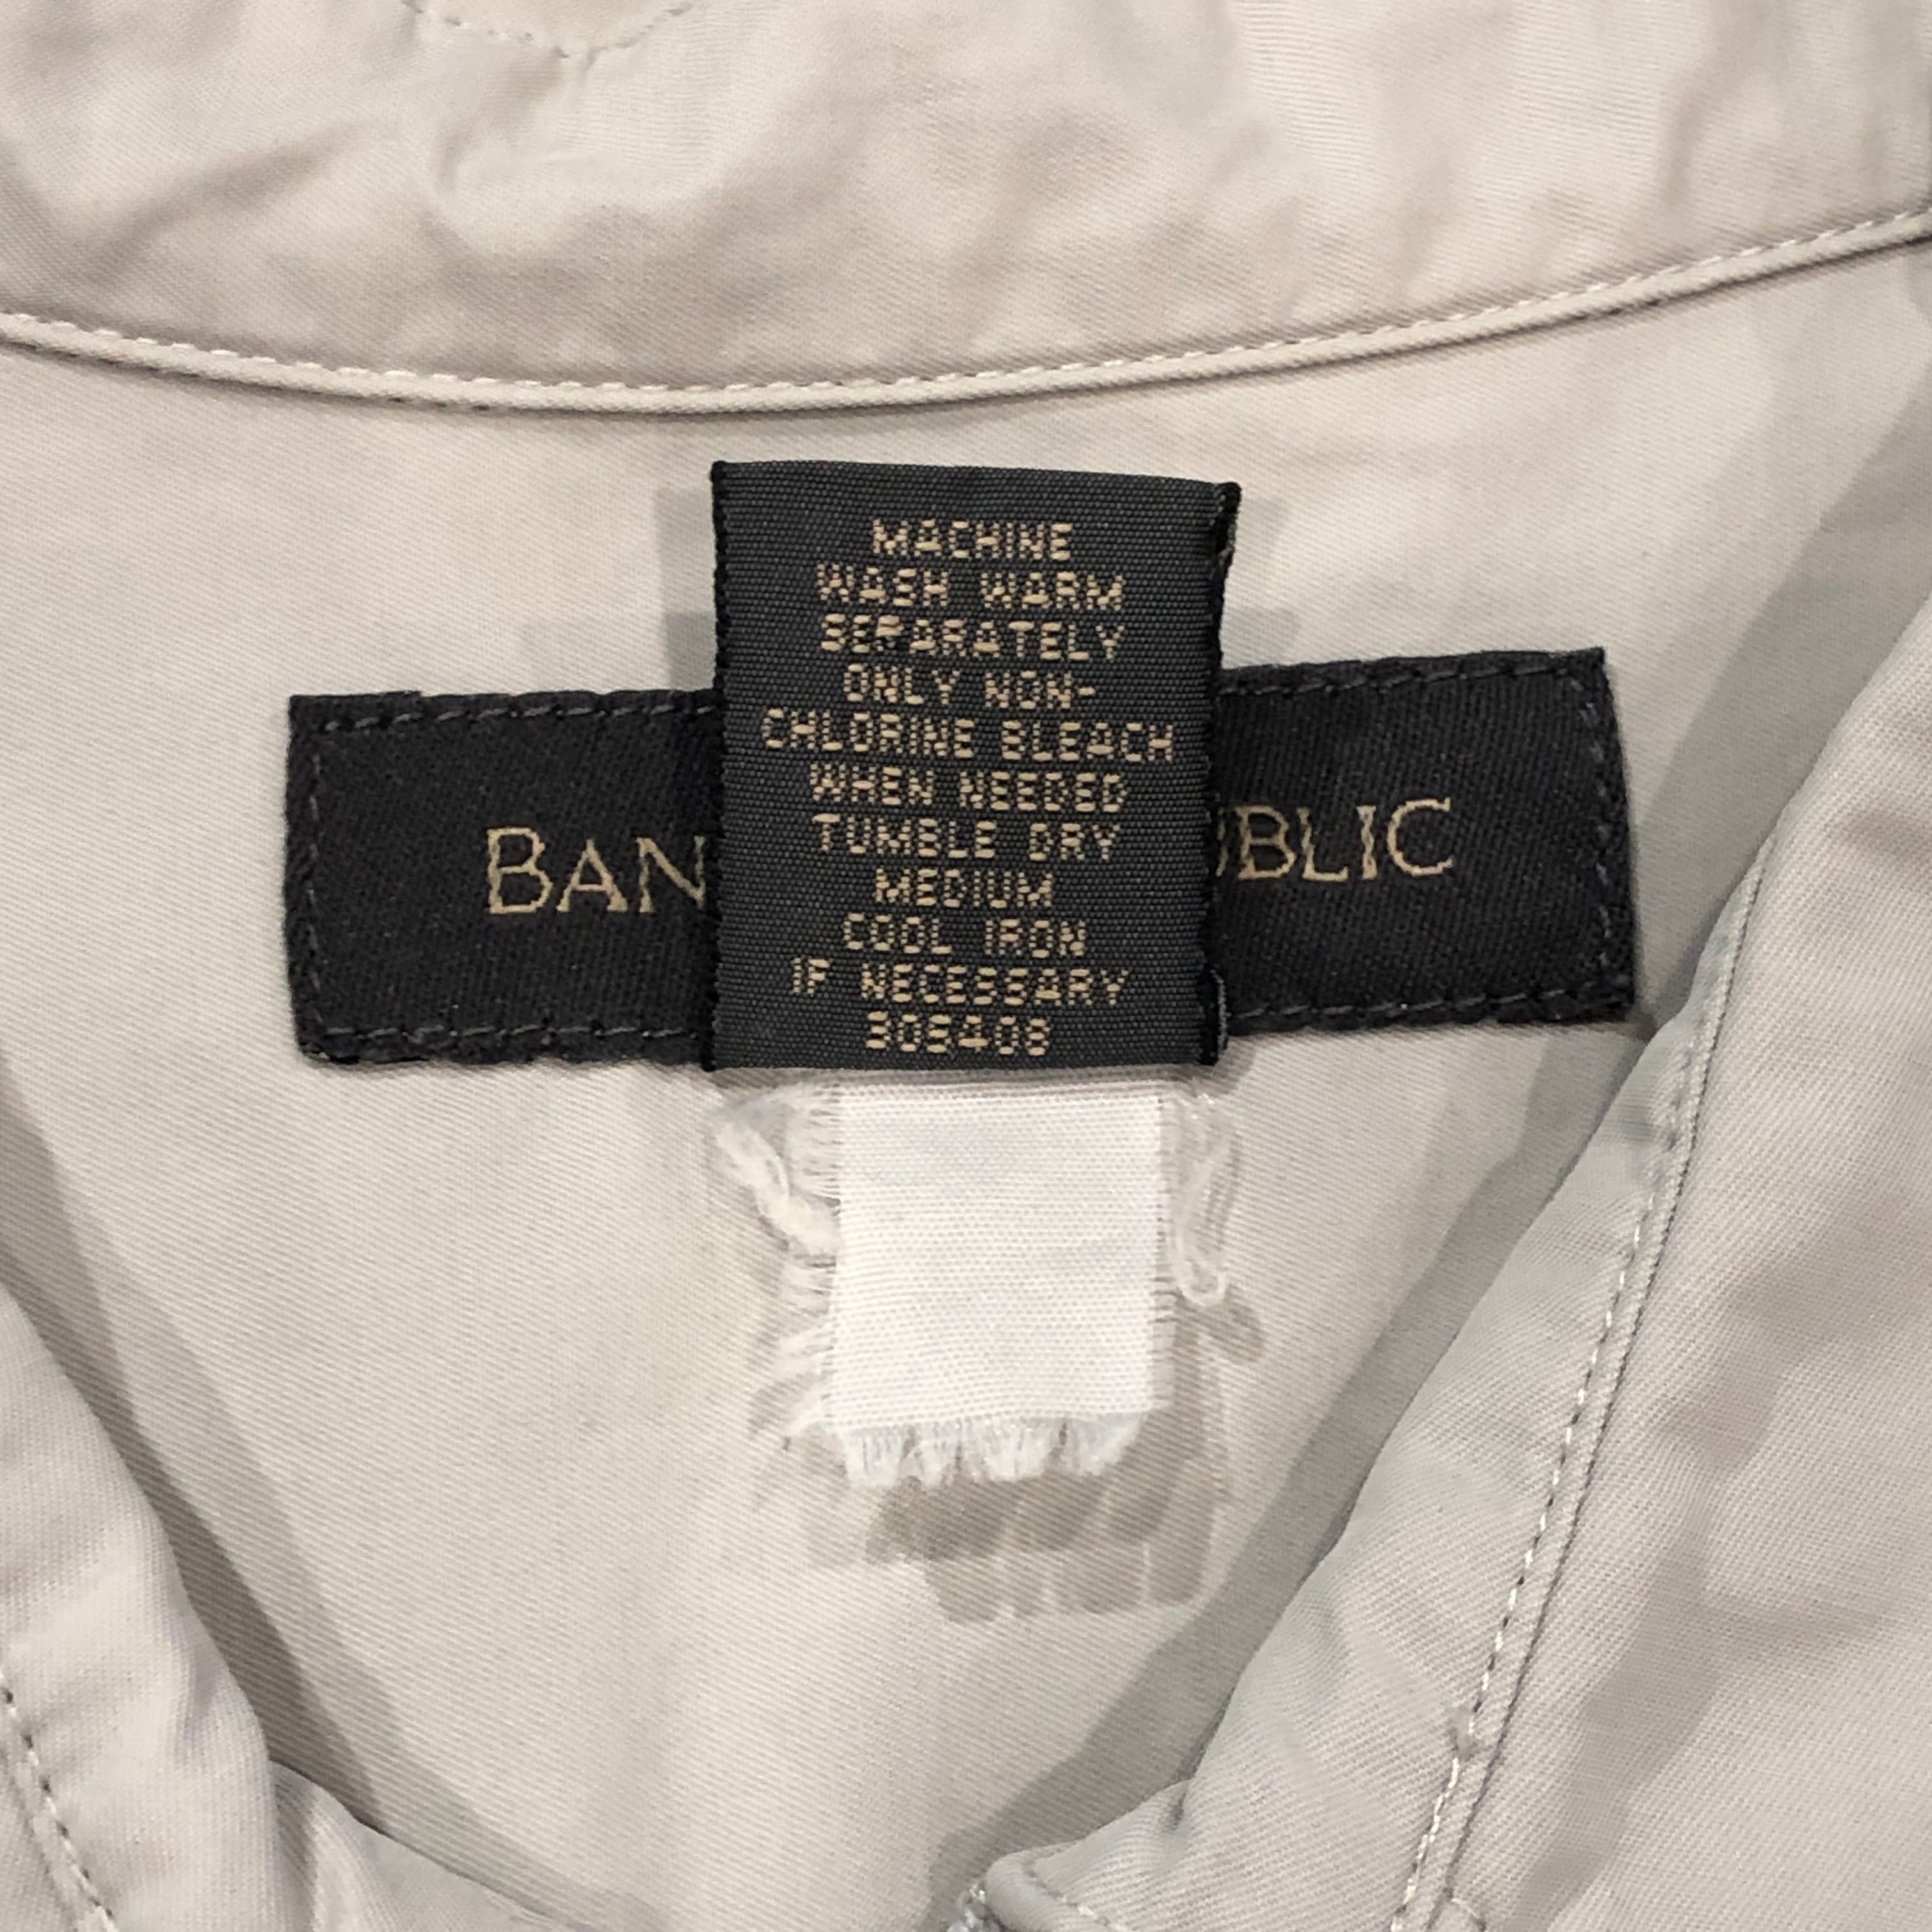 MACHINE
WASH WARM
SEPARATELY
ONLY NON-
CHLORINE BLEACH
WHEN NEEDED
TUMBLE DRY
MEDIUM
COOL IRON
IF NECESSARY
309408
BAN BLIC